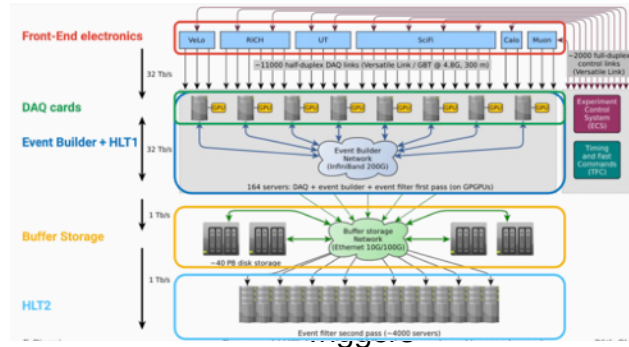 Front-End electronics
VeLo RICH UT SciFi Calo Muon
~11000 half-duplex DAQ links (Versatile Link / GBT @ 4.8G, 300 m)
~2000 full-duplex
control links
(Versatile Link)
32 Tb/s
DAQ cards
GPU GPU GPU GPU GPU GPU GPU GPU
Experiment
Control
System
(ECS)
Event Builder + HLT1
32 Tb/s
Event Builder
Network
(InfiniBand 200G)
Timing
and Fast
Commands
(TFC)
164 servers: DAQ + event builder + event filter first pass (on GPGPUs)
1 Tb/s
Buffer Storage
Buffer storage
Network
(Ethernet 10G/100G)
~40 PB disk storage
1 Tb/s
HLT2
Event filter second pass (~4000 servers)